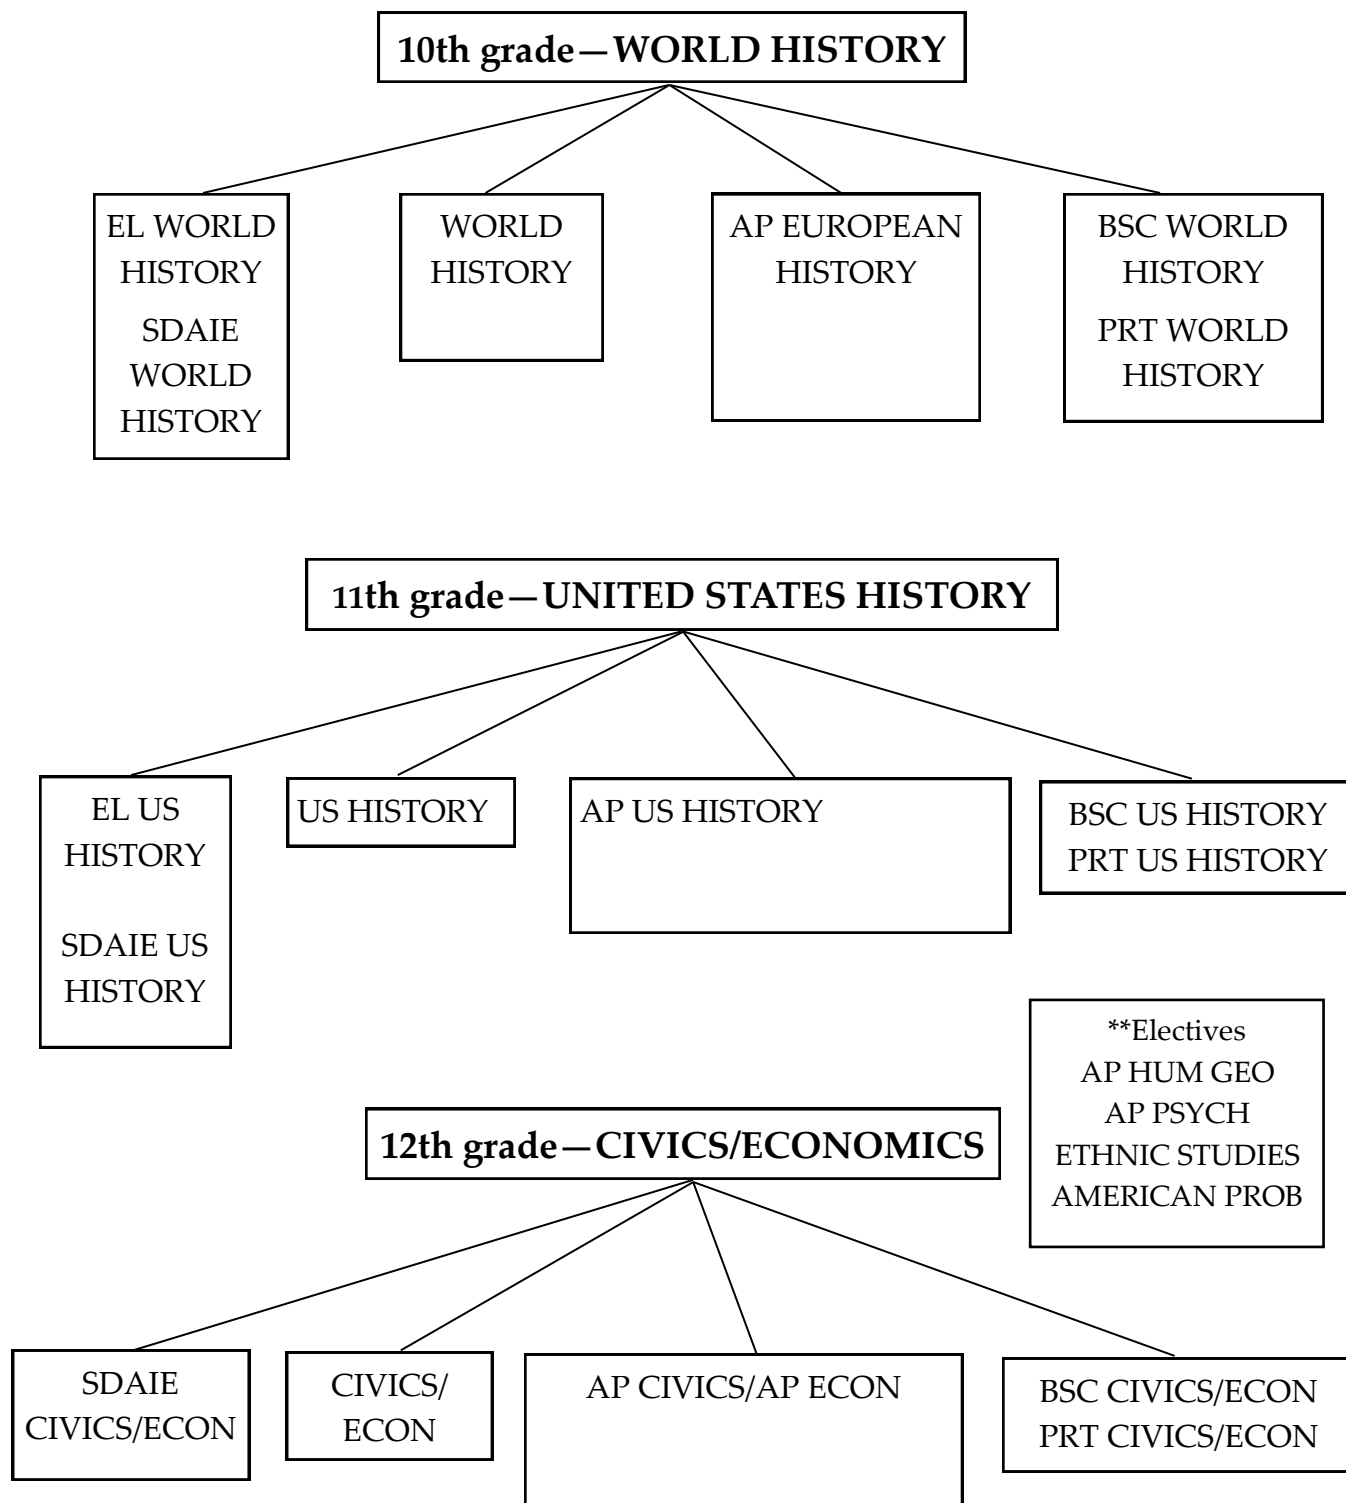 10th grade—WORLD HISTORY
EL WORLD
HISTORY
SDAIE
WORLD
HISTORY
WORLD
HISTORY
AP EUROPEAN
HISTORY
BSC WORLD
HISTORY
PRT WORLD
HISTORY
11th grade—UNITED STATES HISTORY
EL US
HISTORY
SDAIE US
HISTORY
US HISTORY
AP US HISTORY
BSC US HISTORY
PRT US HISTORY
**Electives
AP HUM GEO
AP PSYCH
ETHNIC STUDIES
AMERICAN PROB
12th grade—CIVICS/ECONOMICS
SDAIE
CIVICS/ECON
CIVICS/
ECON
AP CIVICS/AP ECON
BSC CIVICS/ECON
PRT CIVICS/ECON